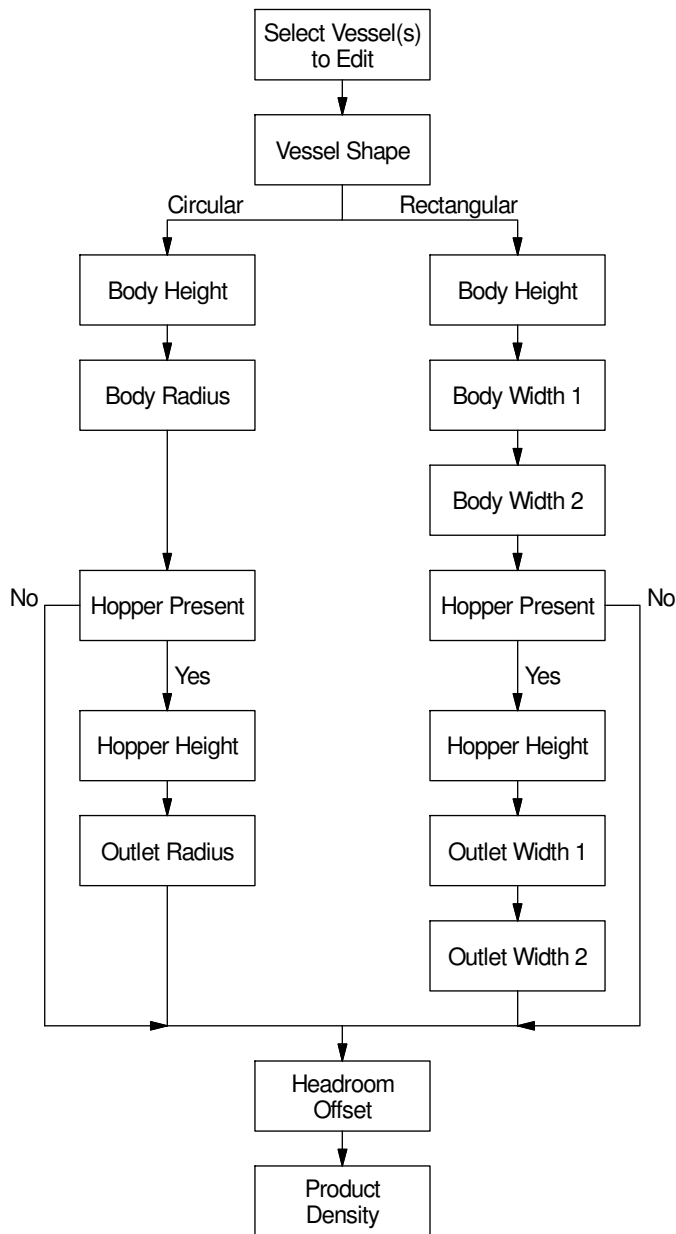 Select Vessel(s)
to Edit
Vessel Shape
Circular
Rectangular
Body Height
Body Height
Body Radius
Body Width 1
Body Width 2
No
Hopper Present
Hopper Present
No
Yes
Yes
Hopper Height
Hopper Height
Outlet Radius
Outlet Width 1
Outlet Width 2
Headroom
Offset
Product
Density